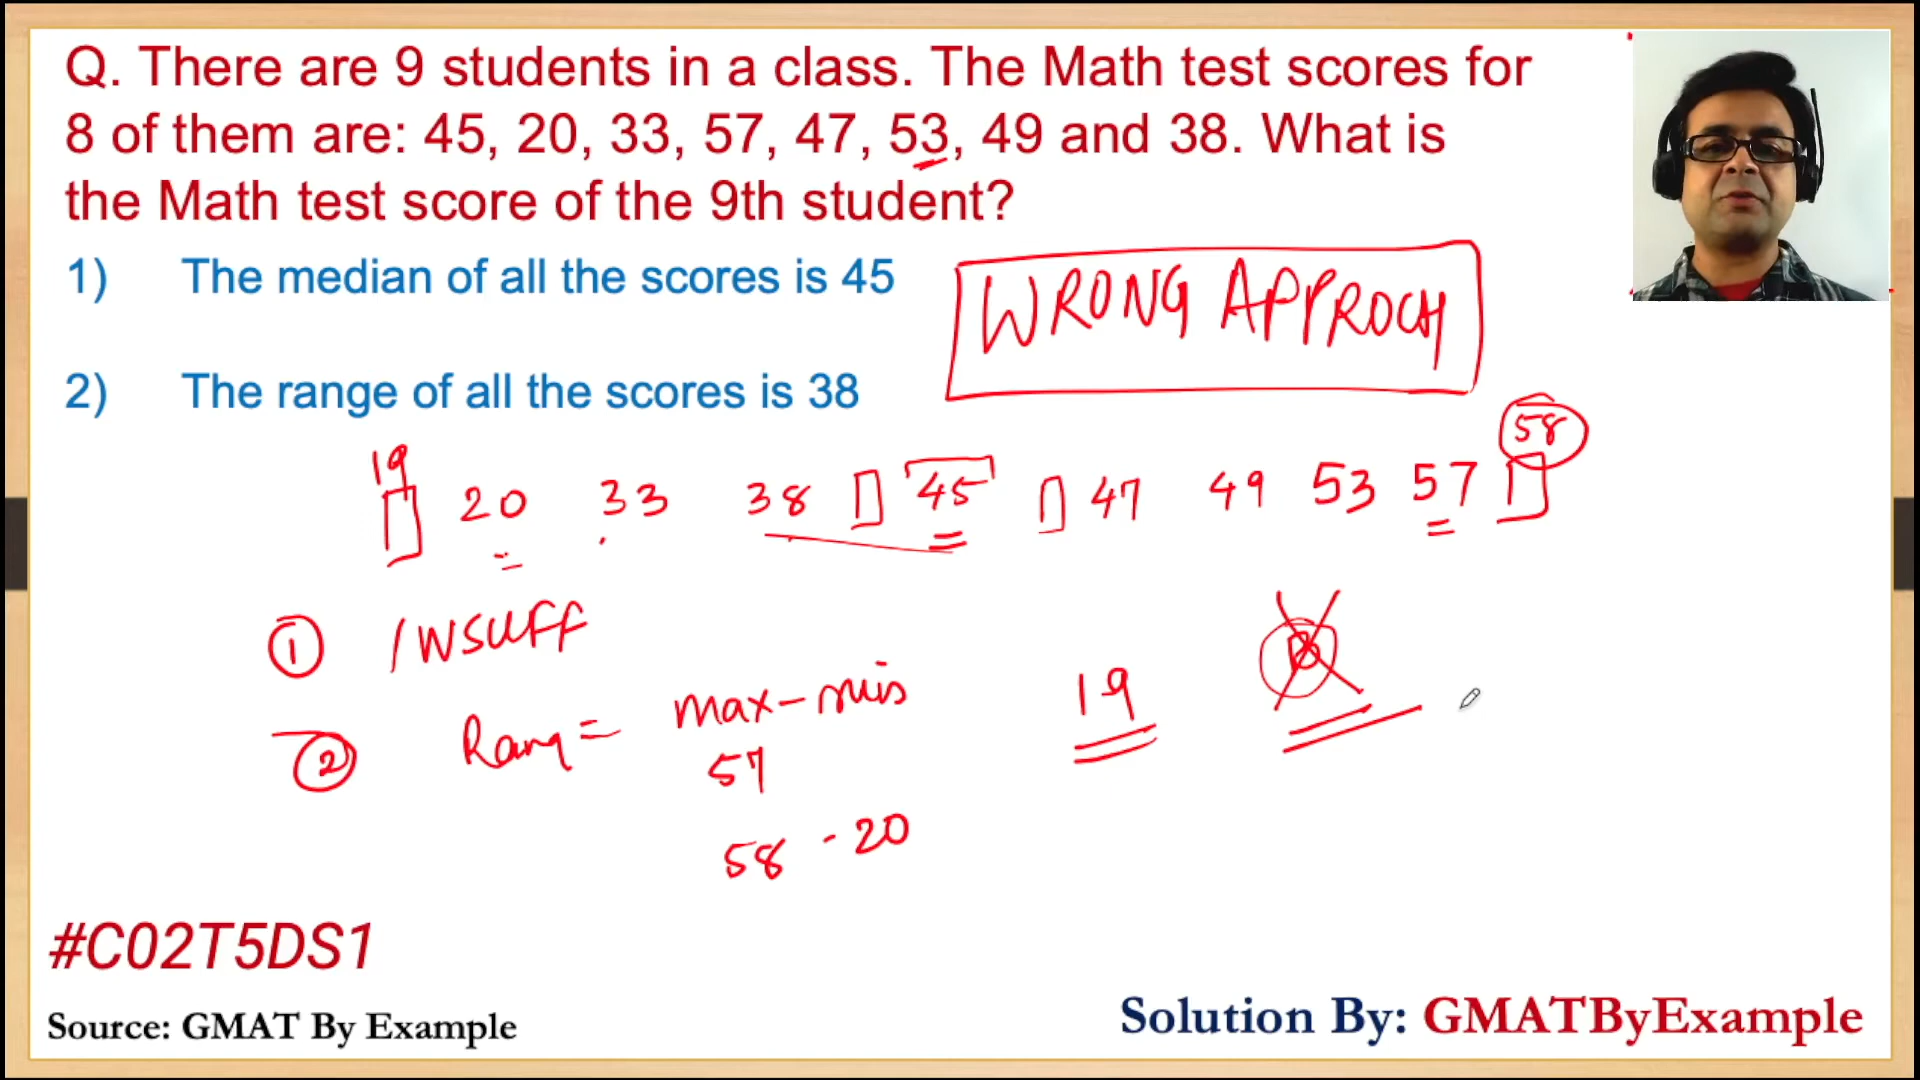 Q. There are 9 students in a class. The Math test scores for
8 of them are: 45, 20, 33, 57, 47, 53, 49 and 38. What is
the Math test score of the 9th student?
1) The median of all the scores is 45
WRONG APPROCH
2) The range of all the scores is 38
58
19
20 33 38 45 47 49 53 57
1 INSUFF
2 Rang = max - min
57
58 - 20
19
B
#C02T5DS1
Source: GMAT By Example
Solution By: GMATByExample